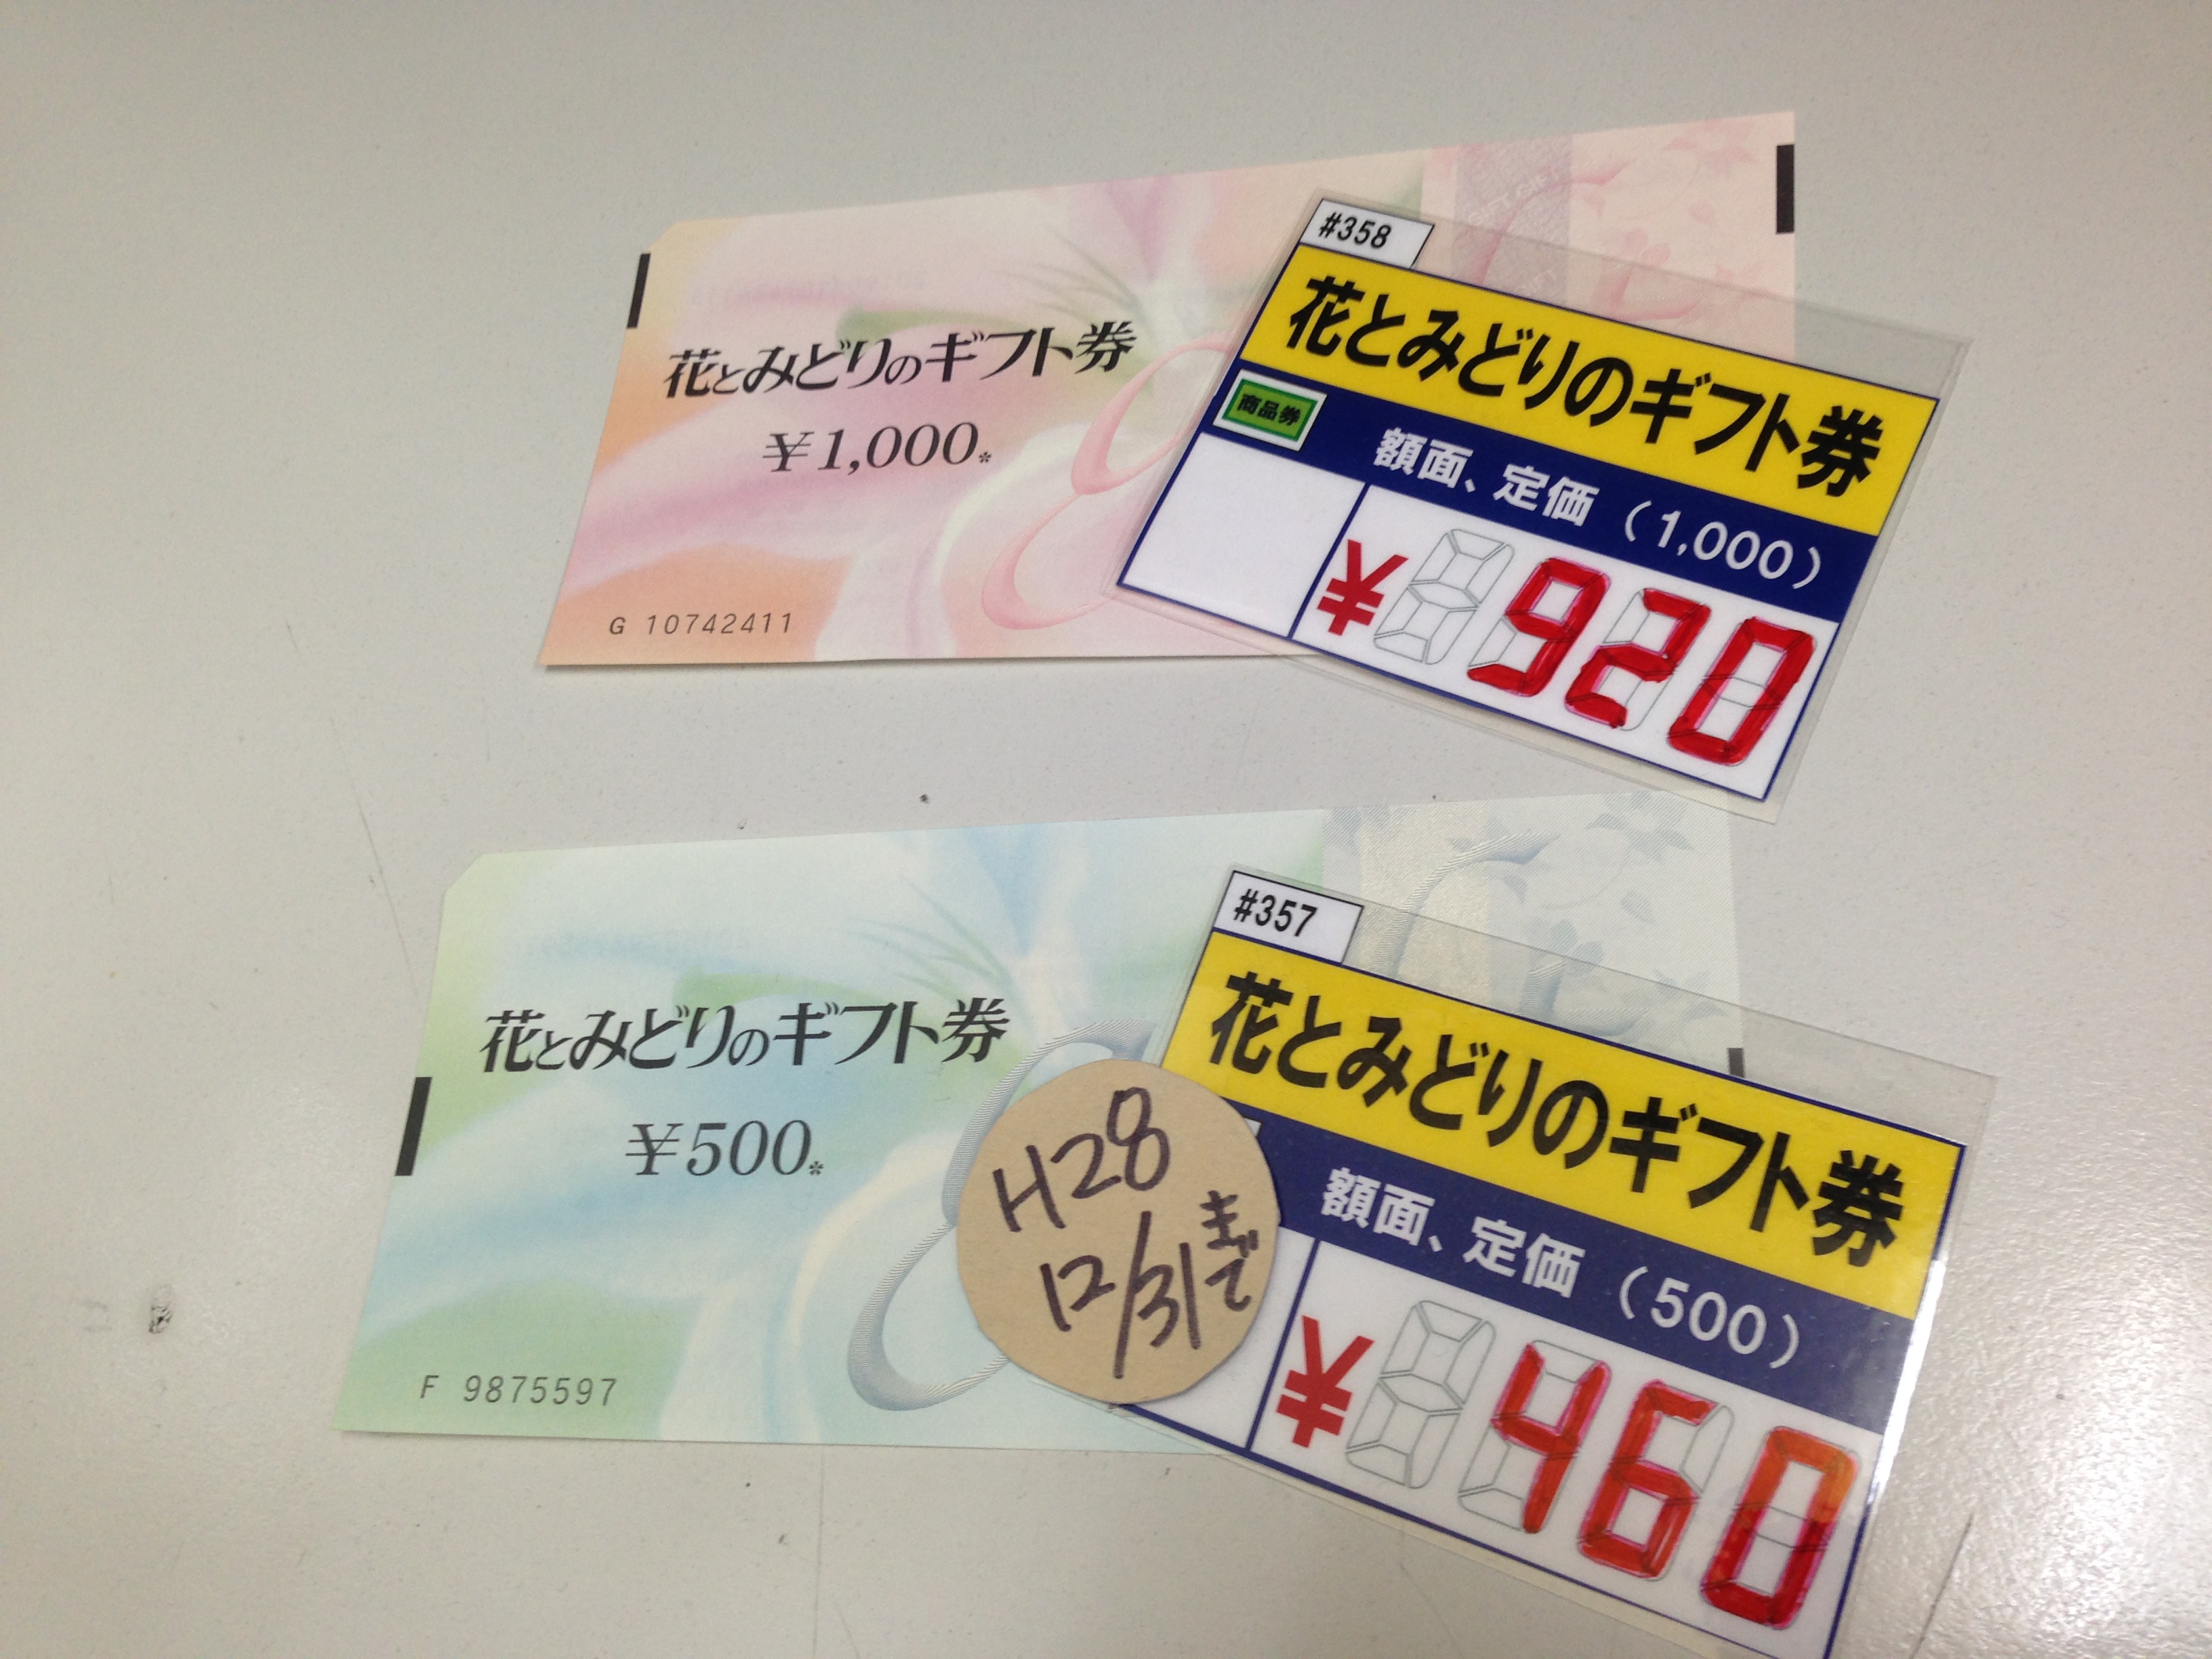 花とみどりのギフト券
¥1,000*
G 10742411
#358
花とみどりのギフト券
商品券
額面、定価（1,000）
¥920
花とみどりのギフト券
¥500*
F 9875597
H28
12/31まで
#357
花とみどりのギフト券
額面、定価（500）
¥460